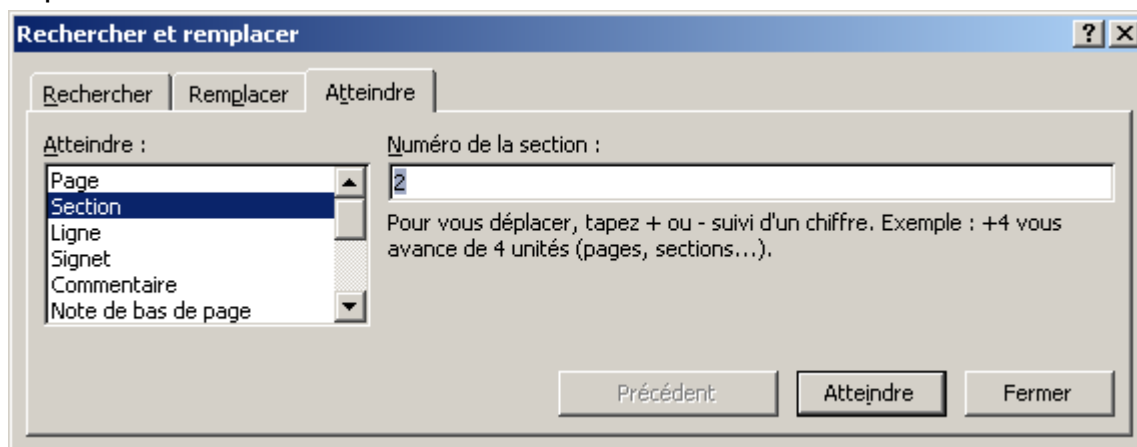 Rechercher et remplacer
Rechercher Remplacer Atteindre
Atteindre :
Page
Section
Ligne
Signet
Commentaire
Note de bas de page
Numéro de la section :
2
Pour vous déplacer, tapez + ou - suivi d'un chiffre. Exemple : +4 vous
avance de 4 unités (pages, sections...).
Précédent Atteindre Fermer